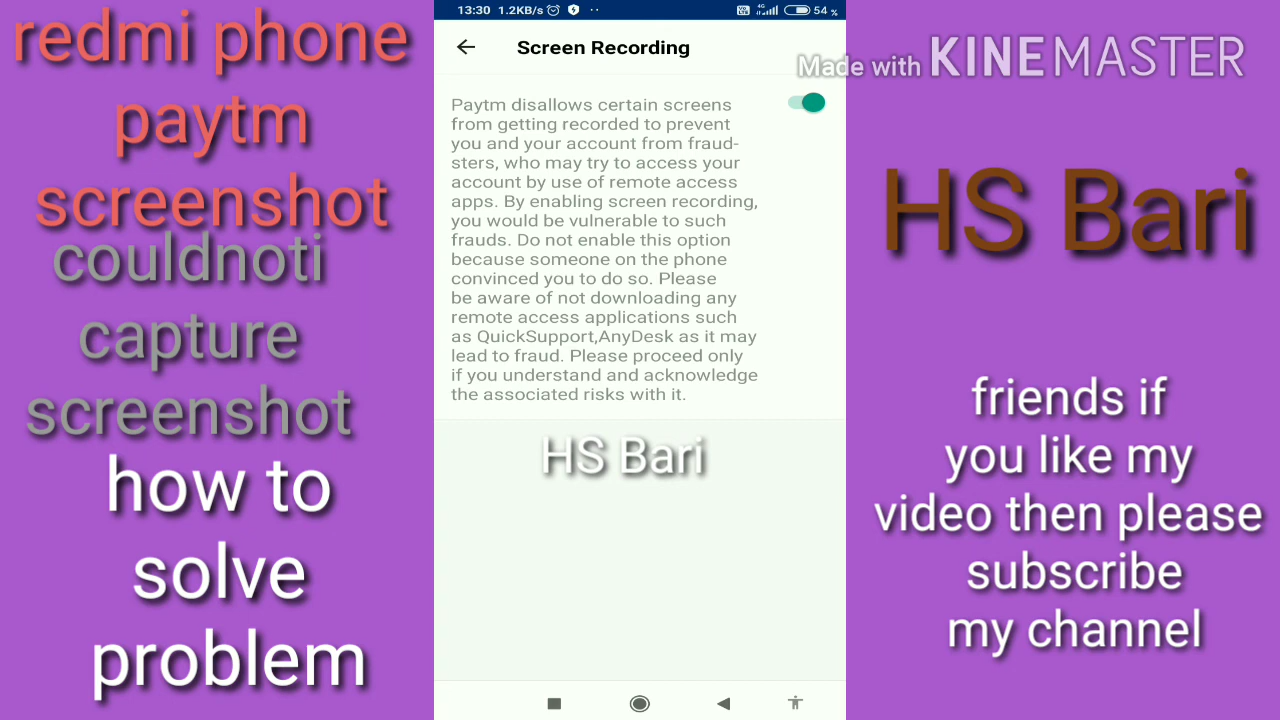 redmi phone
paytm
screenshot
couldnoti
capture
screenshot
how to
solve
problem
13:30 1.2KB/s
4G
54 %
Screen Recording
Paytm disallows certain screens
from getting recorded to prevent
you and your account from fraud-
sters, who may try to access your
account by use of remote access
apps. By enabling screen recording,
you would be vulnerable to such
frauds. Do not enable this option
because someone on the phone
convinced you to do so. Please
be aware of not downloading any
remote access applications such
as QuickSupport,AnyDesk as it may
lead to fraud. Please proceed only
if you understand and acknowledge
the associated risks with it.
HS Bari
Made with KINEMASTER
HS Bari
friends if
you like my
video then please
subscribe
my channel